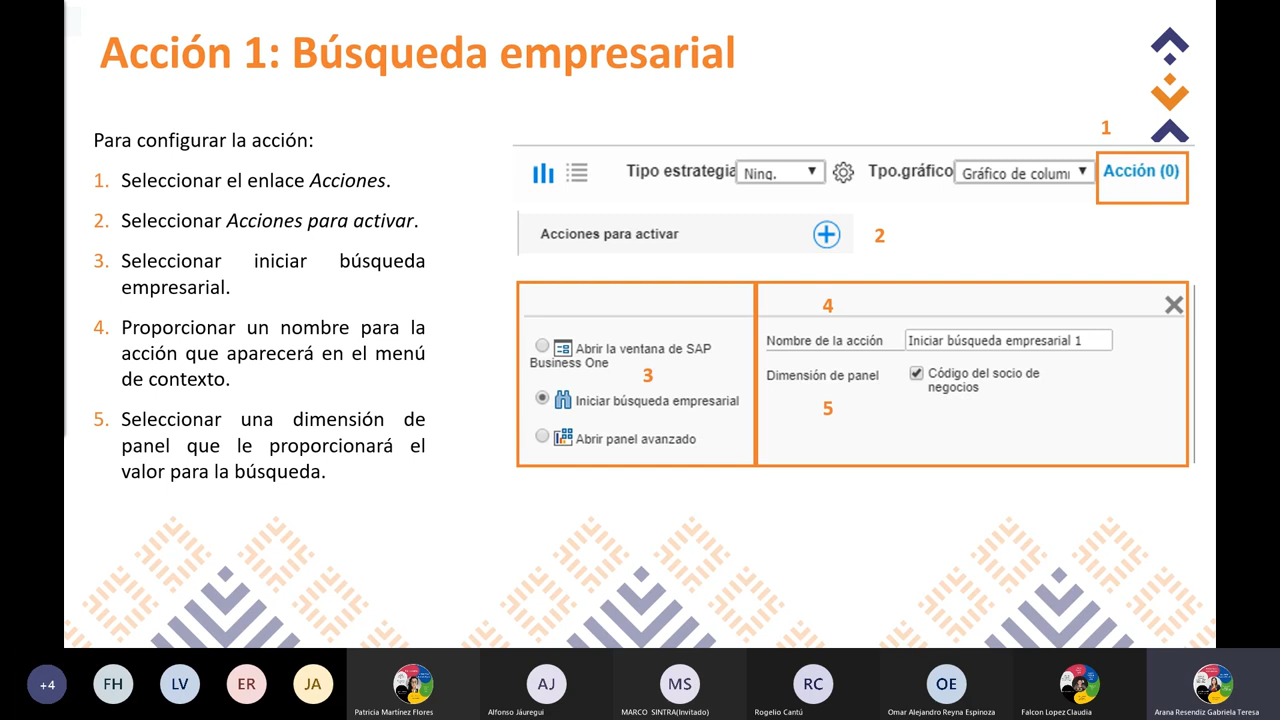 Acción 1: Búsqueda empresarial
Para configurar la acción:
1. Seleccionar el enlace Acciones.
2. Seleccionar Acciones para activar.
3. Seleccionar iniciar búsqueda
empresarial.
4. Proporcionar un nombre para la
acción que aparecerá en el menú
de contexto.
5. Seleccionar una dimensión de
panel que le proporcionará el
valor para la búsqueda.
1
Tipo estrategia Ning. Tpo.gráfico Gráfico de column Acción (0)
Acciones para activar
2
Abrir la ventana de SAP
Business One
3
Iniciar búsqueda empresarial
Abrir panel avanzado
4
Nombre de la acción Iniciar búsqueda empresarial 1
Dimensión de panel Código del socio de
negocios
5
+4 FH LV ER JA AJ MS RC OE
Patricia Martínez Flores Alfonso Jáuregui MARCO SINTRA(Invitado) Rogelio Cantú Omar Alejandro Reyna Espinoza Falcon Lopez Claudia Arana Resendiz Gabriela Teresa